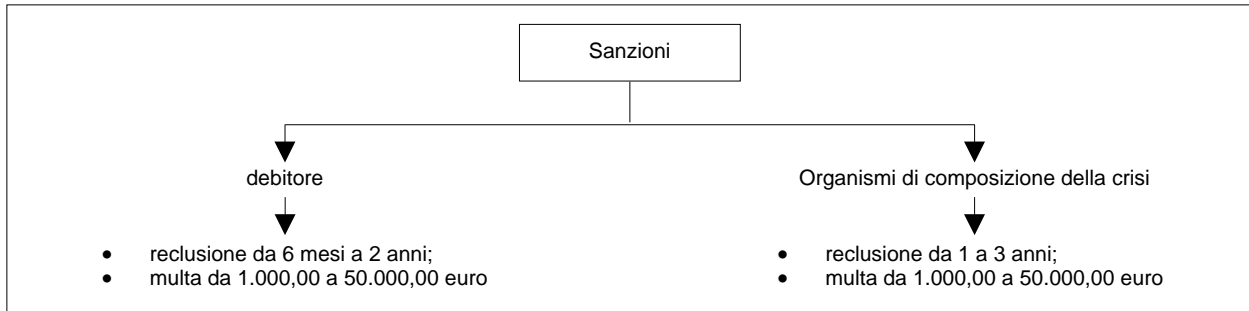 Sanzioni
debitore
Organismi di composizione della crisi
• reclusione da 6 mesi a 2 anni;
• multa da 1.000,00 a 50.000,00 euro
• reclusione da 1 a 3 anni;
• multa da 1.000,00 a 50.000,00 euro